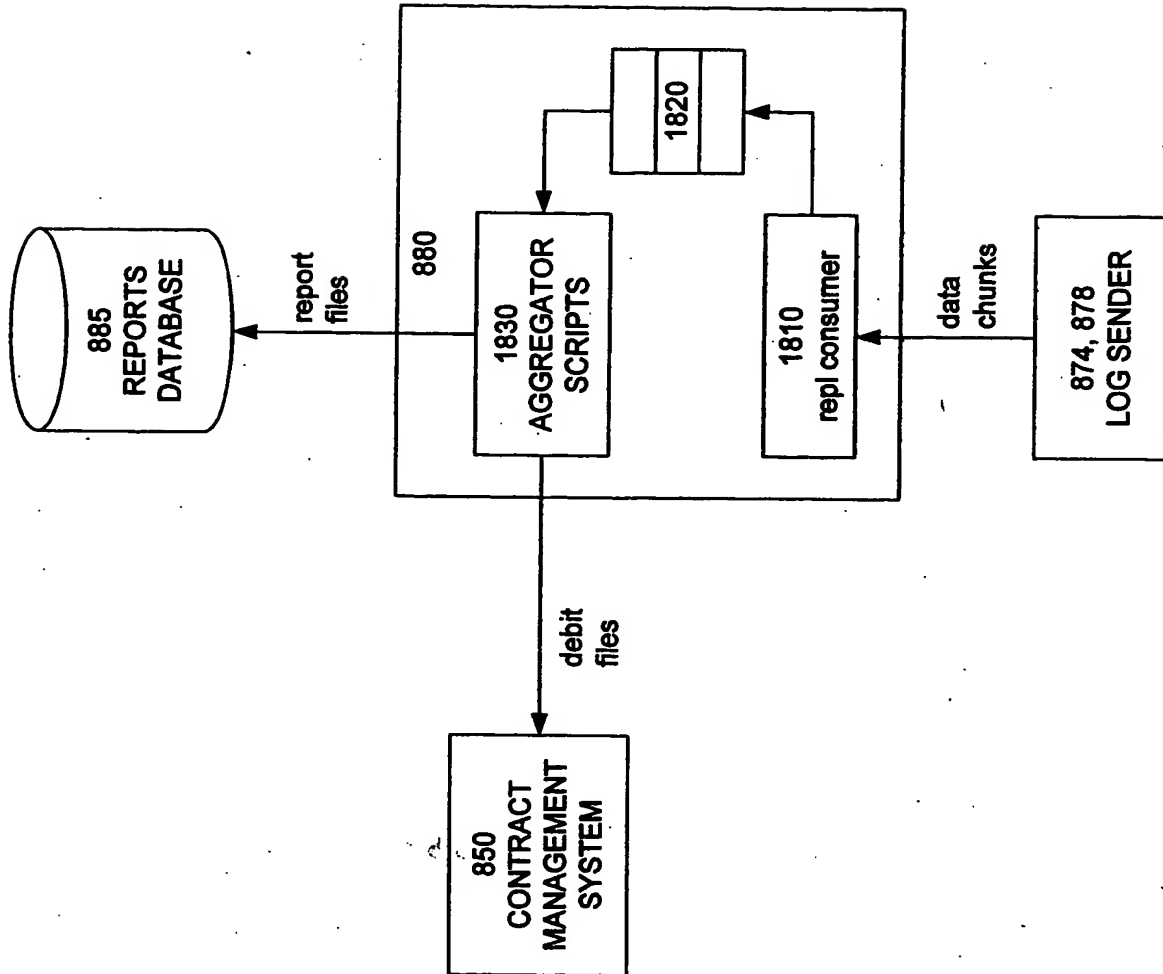 885
REPORTS
DATABASE
report
files
880
1830
AGGREGATOR
SCRIPTS
1820
1810
repl consumer
data
chunks
874, 878
LOG SENDER
debit
files
850
CONTRACT
MANAGEMENT
SYSTEM